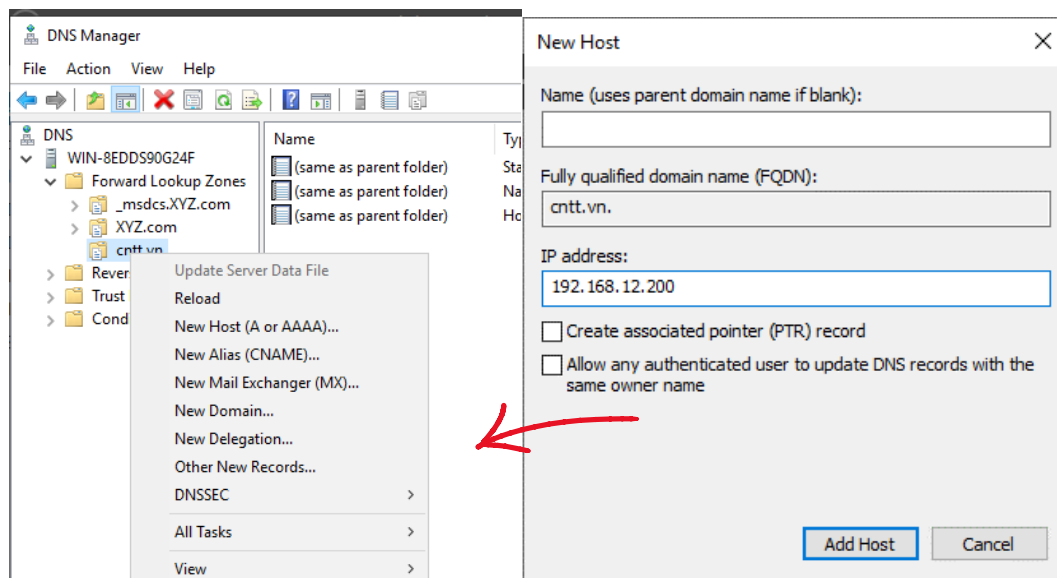 DNS Manager
File Action View Help
DNS
WIN-8EDDS90G24F
Forward Lookup Zones
_msdcs.XYZ.com
XYZ.com
cntt.vn
Rever
Trust
Cond
Name Ty
(same as parent folder) Sta
(same as parent folder) Na
(same as parent folder) Ho
Update Server Data File
Reload
New Host (A or AAAA)...
New Alias (CNAME)...
New Mail Exchanger (MX)...
New Domain...
New Delegation...
Other New Records...
DNSSEC
All Tasks
View
New Host
Name (uses parent domain name if blank):
Fully qualified domain name (FQDN):
cntt.vn.
IP address:
192.168.12.200
Create associated pointer (PTR) record
Allow any authenticated user to update DNS records with the
same owner name
Add Host Cancel